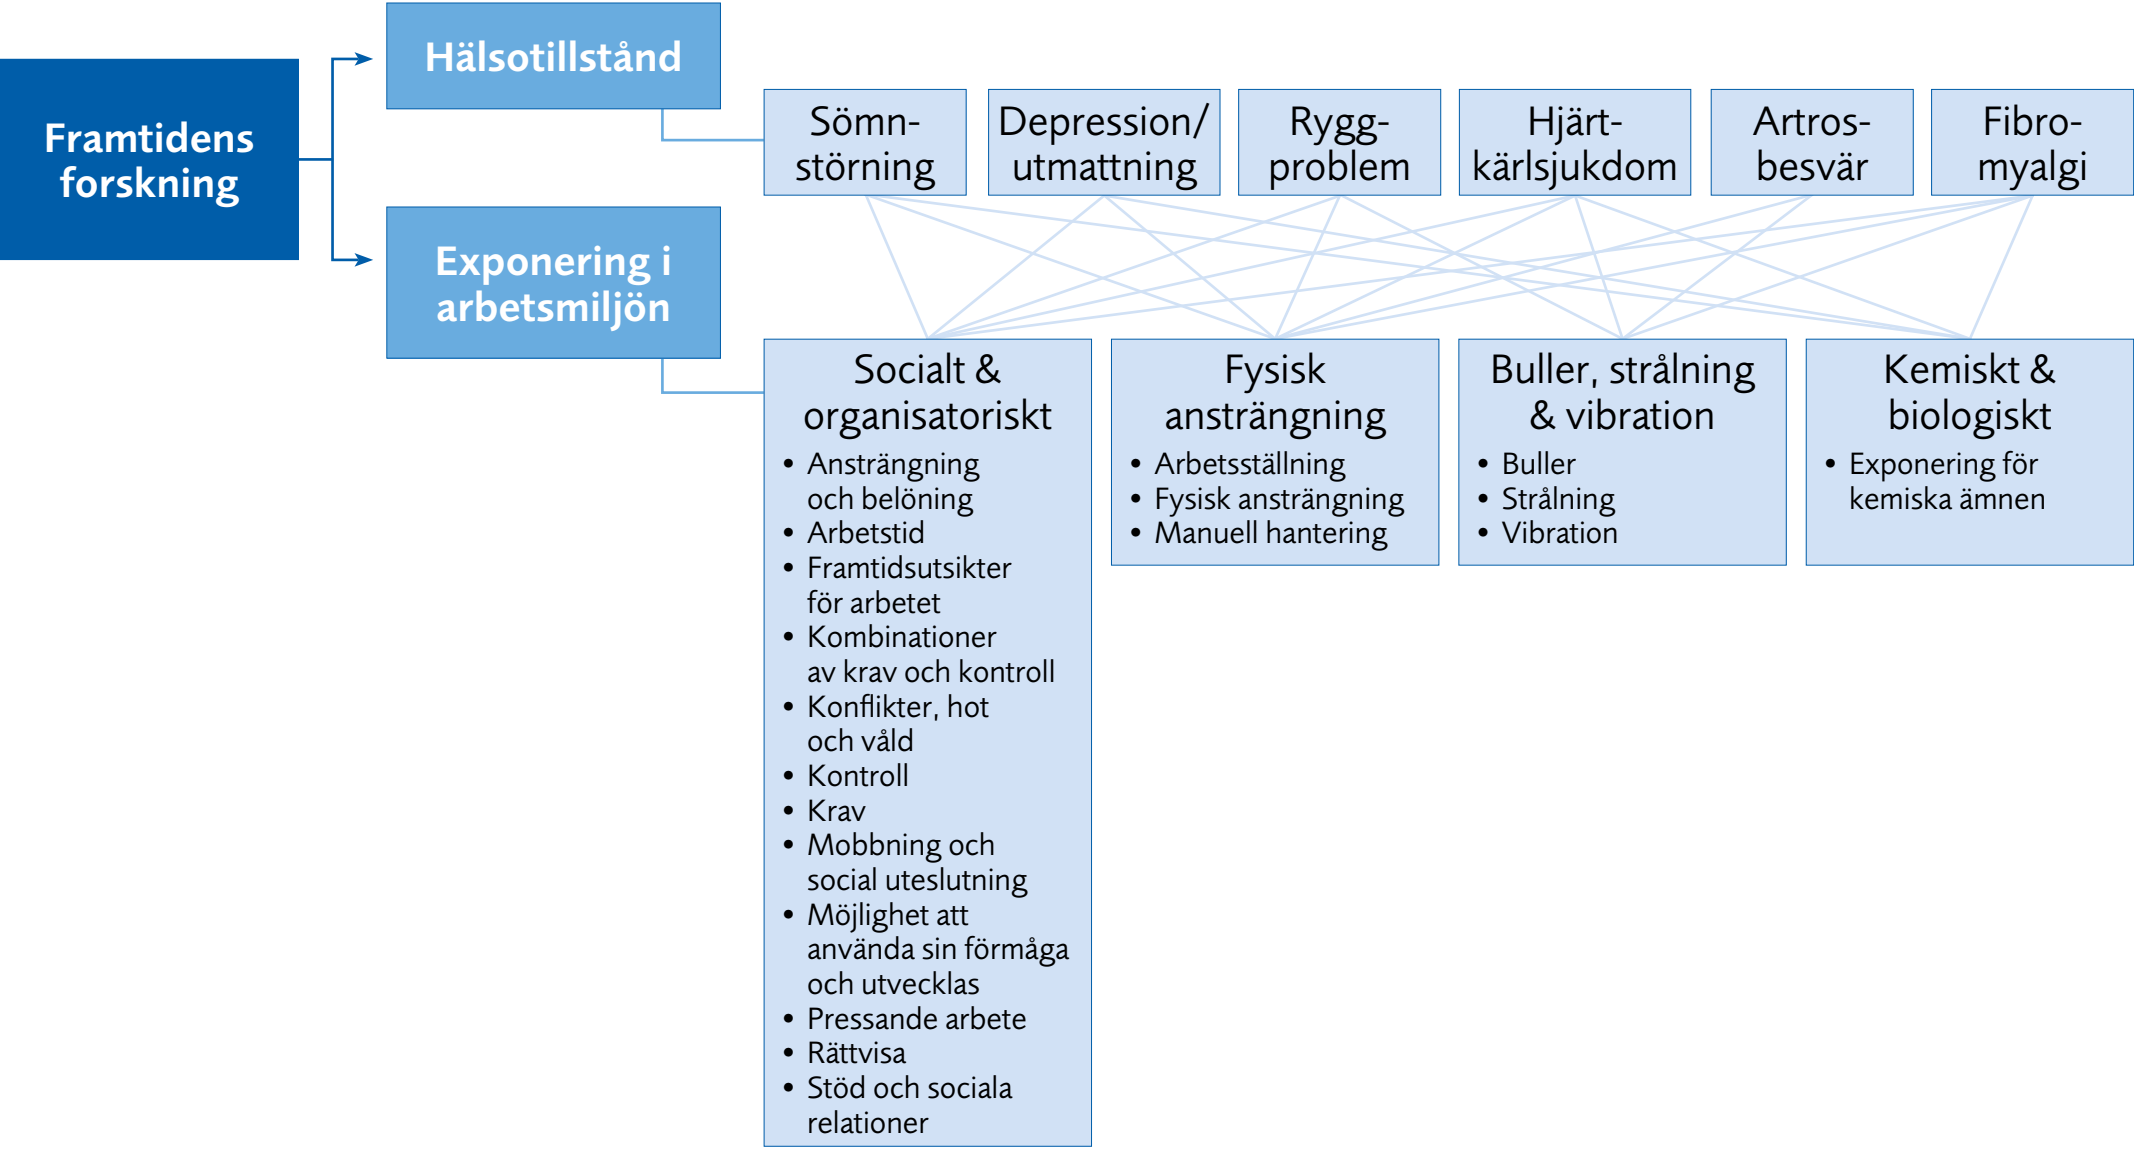 Framtidens
forskning
Hälsotillstånd
Exponering i
arbetsmiljön
Sömn-
störning
Depression/
utmattning
Rygg-
problem
Hjärt-
kärlsjukdom
Artros-
besvär
Fibro-
myalgi
Socialt &
organisatoriskt
• Ansträngning
och belöning
• Arbetstid
• Framtidsutsikter
för arbetet
• Kombinationer
av krav och kontroll
• Konflikter, hot
och våld
• Kontroll
• Krav
• Mobbning och
social uteslutning
• Möjlighet att
använda sin förmåga
och utvecklas
• Pressande arbete
• Rättvisa
• Stöd och sociala
relationer
Fysisk
ansträngning
• Arbetsställning
• Fysisk ansträngning
• Manuell hantering
Buller, strålning
& vibration
• Buller
• Strålning
• Vibration
Kemiskt &
biologiskt
• Exponering för
kemiska ämnen